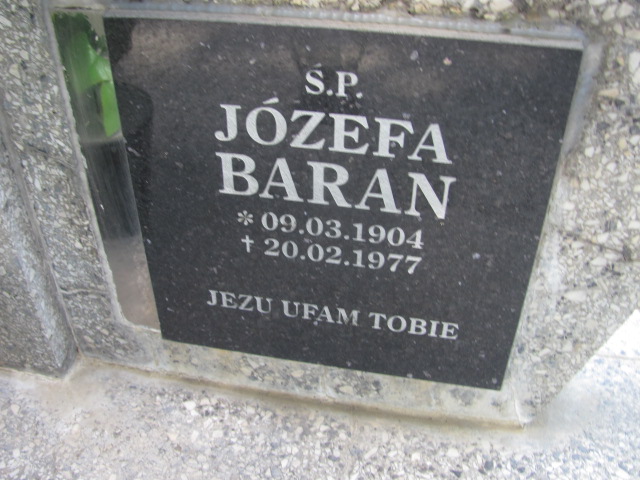 Ś.P.
JÓZEFA
BARAN
* 09.03.1904
† 20.02.1977
JEZU UFAM TOBIE